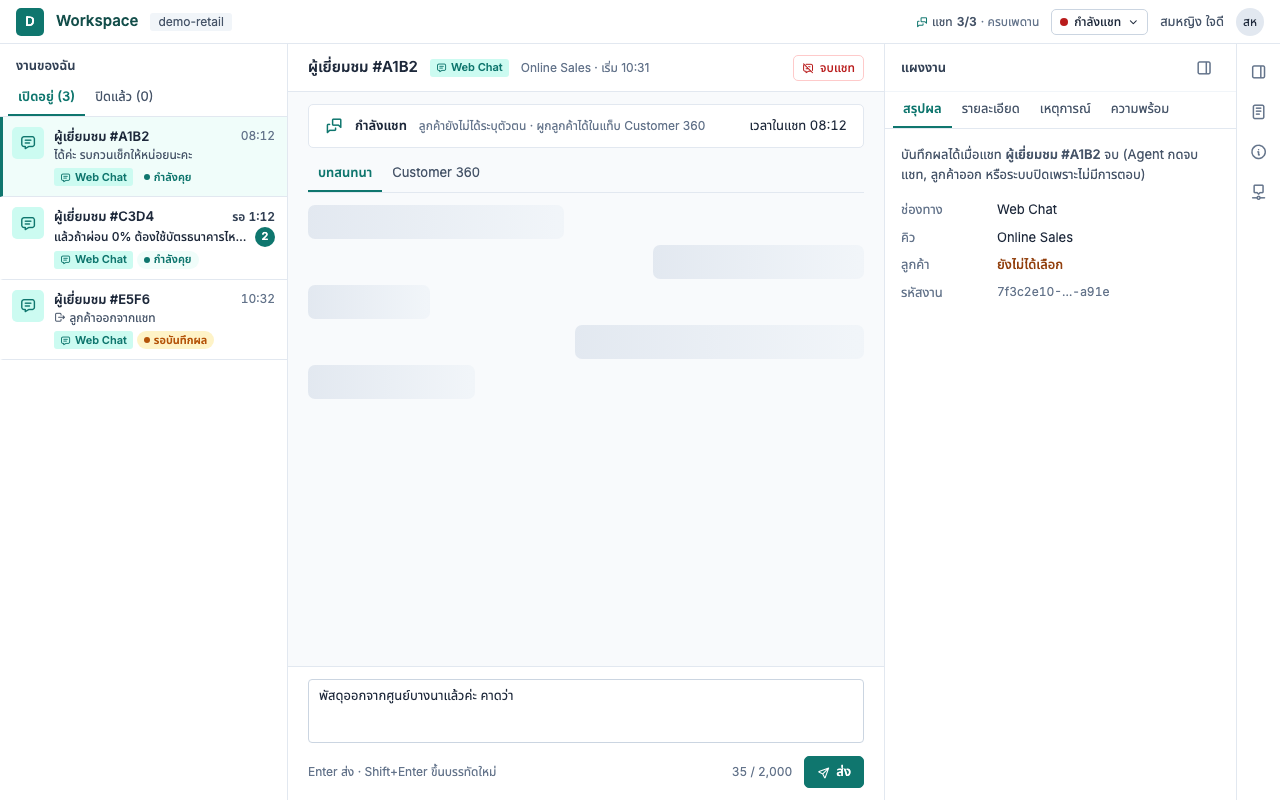 D Workspace demo-retail
แชท 3/3 · ครบเพดาน
กำลังแชท
สมหญิง ใจดี
สห
งานของฉัน
เปิดอยู่ (3) ปิดแล้ว (0)
ผู้เยี่ยมชม #A1B2 08:12
ได้ค่ะ รบกวนเช็กให้หน่อยนะคะ
Web Chat กำลังคุย
ผู้เยี่ยมชม #C3D4 รอ 1:12
แล้วถ้าผ่อน 0% ต้องใช้บัตรธนาคารไห... 2
Web Chat กำลังคุย
ผู้เยี่ยมชม #E5F6 10:32
ลูกค้าออกจากแชท
Web Chat รอบันทึกผล
ผู้เยี่ยมชม #A1B2 Web Chat Online Sales · เริ่ม 10:31 จบแชท
กำลังแชท ลูกค้ายังไม่ได้ระบุตัวตน · ผูกลูกค้าได้ในแท็บ Customer 360 เวลาในแชท 08:12
บทสนทนา Customer 360
พัสดุออกจากศูนย์บางนาแล้วค่ะ คาดว่า
Enter ส่ง · Shift+Enter ขึ้นบรรทัดใหม่ 35 / 2,000 ส่ง
แผงงาน
สรุปผล รายละเอียด เหตุการณ์ ความพร้อม
บันทึกผลได้เมื่อแชท ผู้เยี่ยมชม #A1B2 จบ (Agent กดจบ
แชท, ลูกค้าออก หรือระบบปิดเพราะไม่มีการตอบ)
ช่องทาง Web Chat
คิว Online Sales
ลูกค้า ยังไม่ได้เลือก
รหัสงาน 7f3c2e10-...-a91e